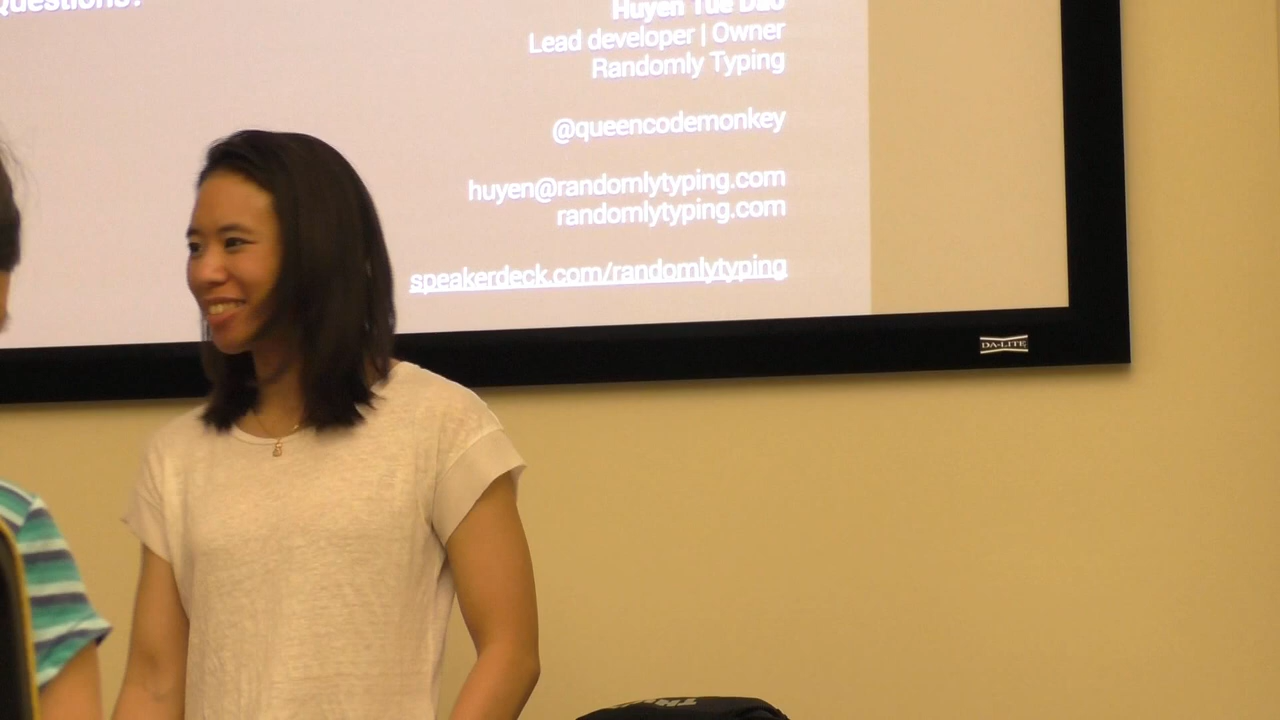 Questions?
Huyen Tue Dao
Lead developer | Owner
Randomly Typing
@queencodemonkey
huyen@randomlytyping.com
randomlytyping.com
speakerdeck.com/randomlytyping
DA-LITE